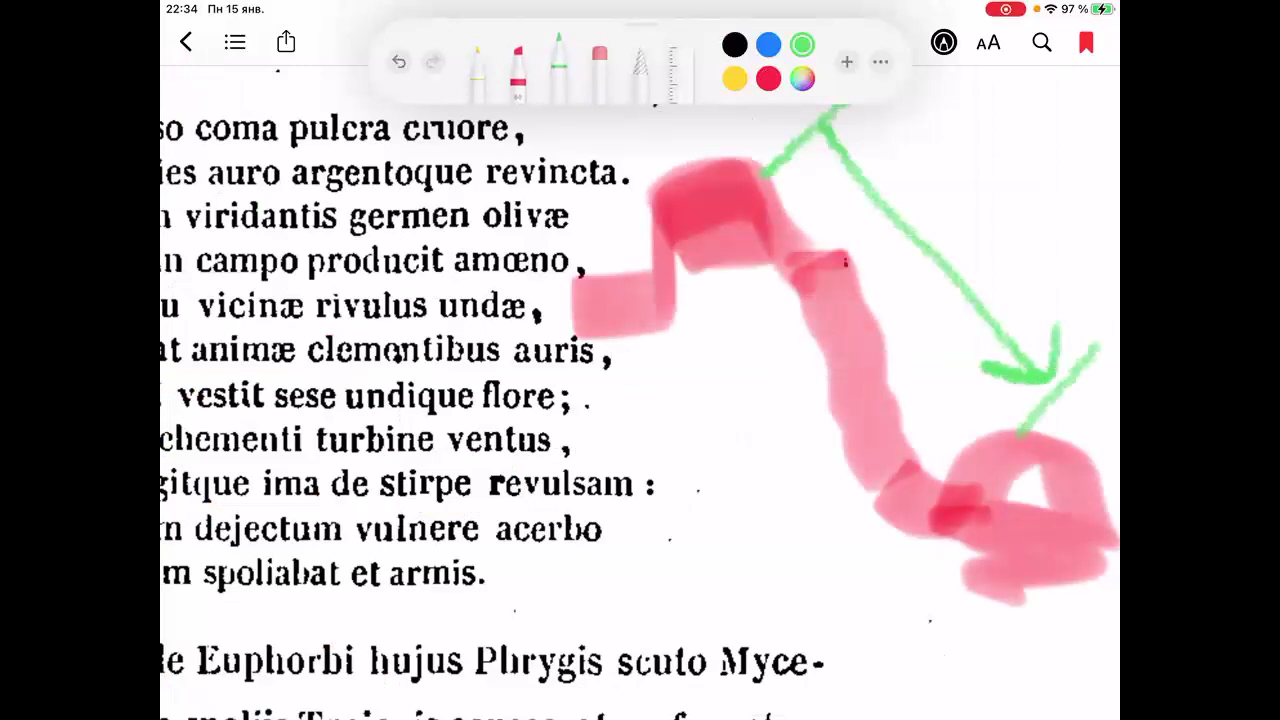 22:34 Пн 15 янв. 97 %
AA
so coma pulcra cruore,
ies auro argentoque revincta.
n viridantis germen olivæ
in campo producit amœno,
u vicinæ rivulus undæ,
at animæ clementibus auris,
vestit sese undique flore;
chementi turbine ventus,
gitque ima de stirpe revulsam :
m dejectum vulnere acerbo
m spoliabat et armis.
le Euphorbi hujus Phrygis scuto Myce-